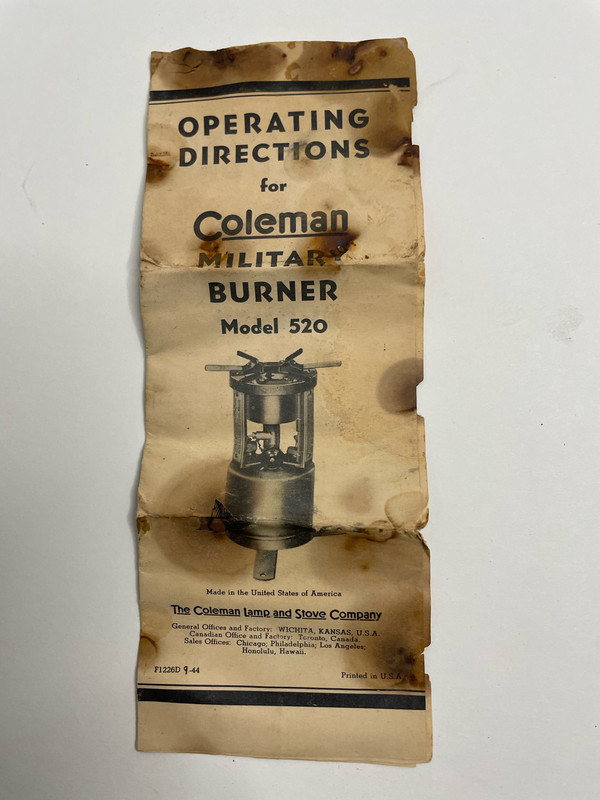 OPERATING
DIRECTIONS
for
Coleman
MILITARY
BURNER
Model 520
Made in the United States of America
The Coleman Lamp and Stove Company
General Offices and Factory: WICHITA, KANSAS, U.S.A.
Canadian Office and Factory: Toronto, Canada.
Sales Offices: Chicago; Philadelphia; Los Angeles;
Honolulu, Hawaii.
F1226D 9-44 Printed in U.S.A.